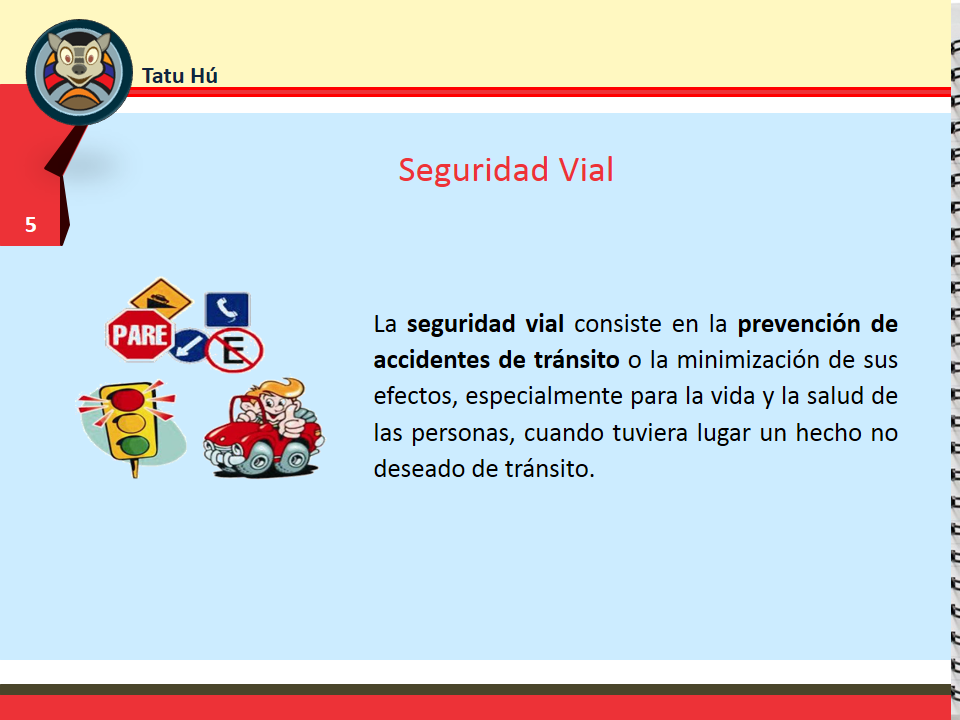 Tatu Hú
Seguridad Vial
5
PARE
E
La seguridad vial consiste en la prevención de
accidentes de tránsito o la minimización de sus
efectos, especialmente para la vida y la salud de
las personas, cuando tuviera lugar un hecho no
deseado de tránsito.